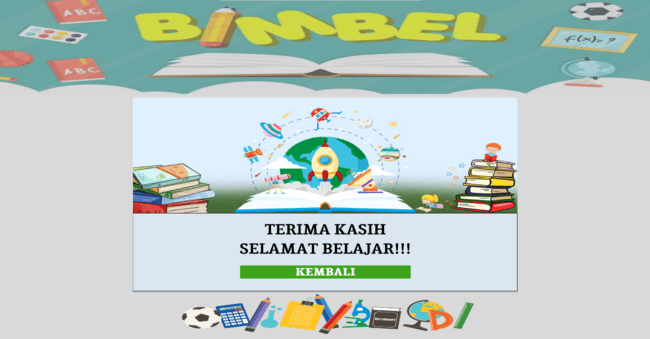 BIMBEL
ABC
f(x)=?
ABC
TERIMA KASIH
SELAMAT BELAJAR!!!
KEMBALI